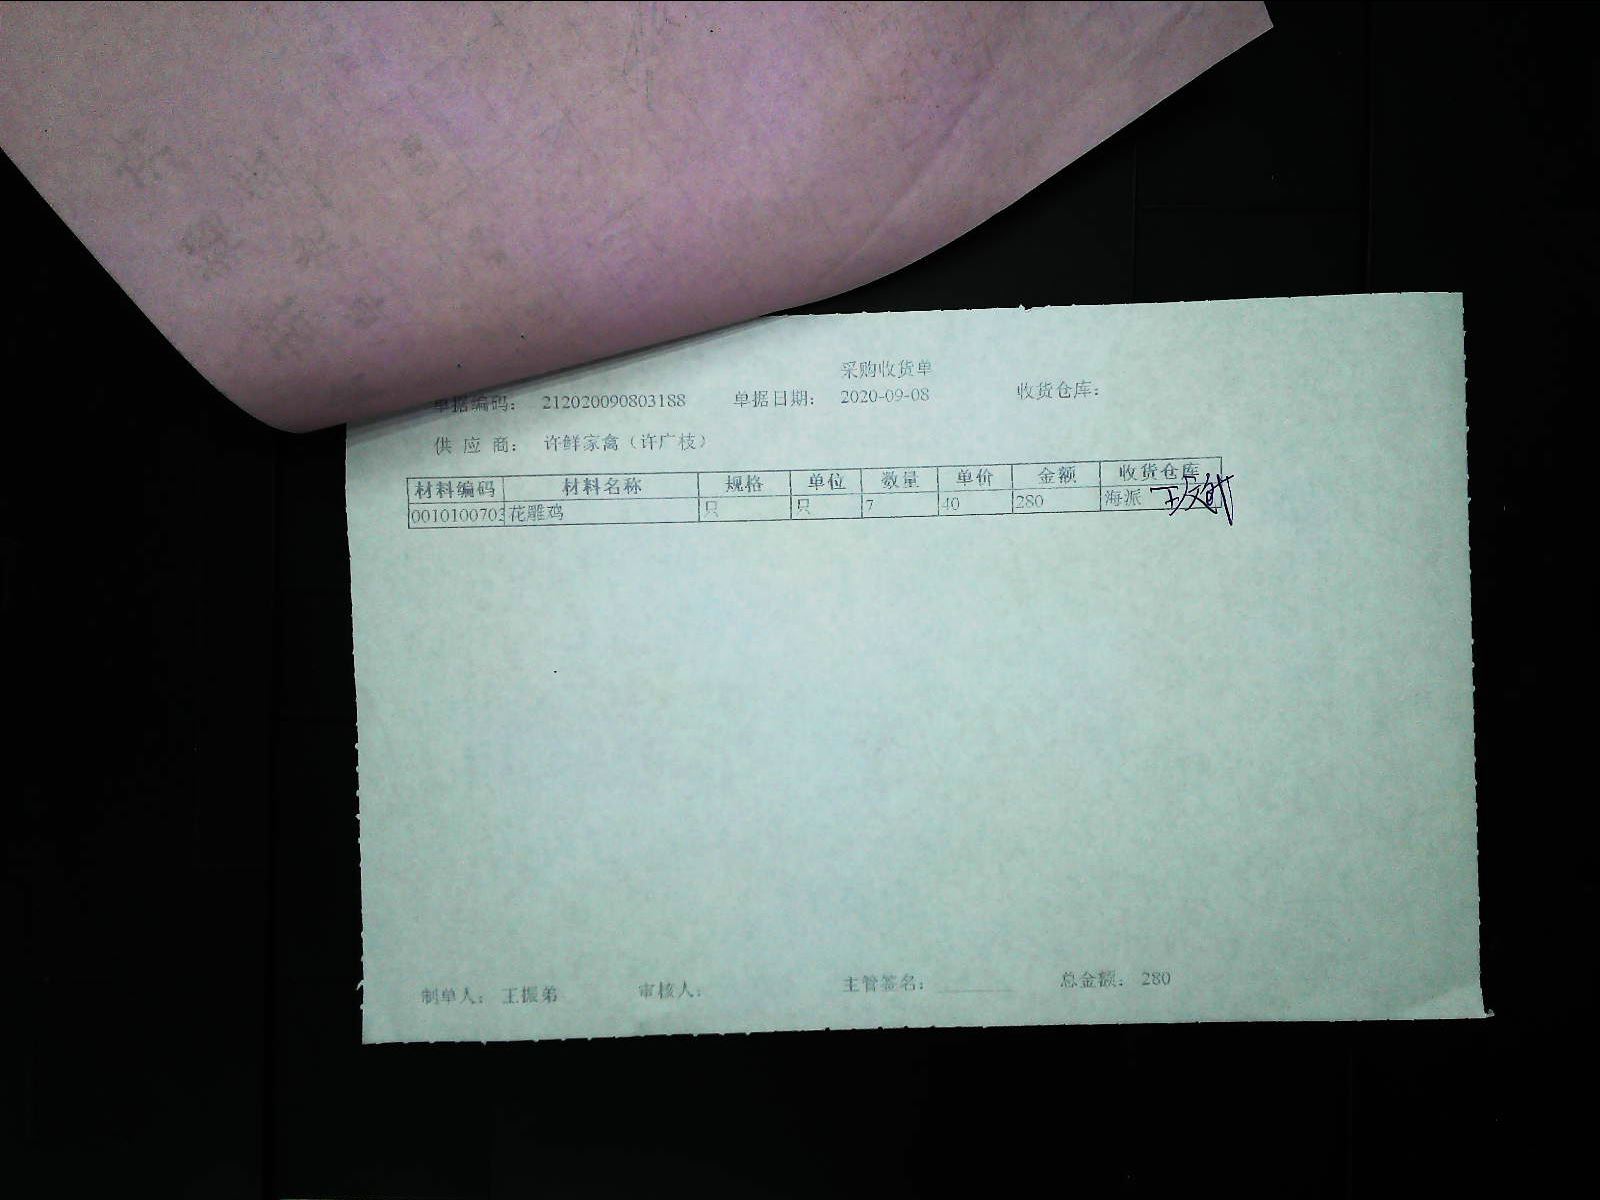 采购收货单
单据编码： 212020090803188 单据日期： 2020-09-08 收货仓库：
供 应 商： 许鲜家禽（许广枝）
材料编码 材料名称 规格 单位 数量 单价 金额 收货仓库
001010070 花雕鸡 只 只 7 40 280 海派
制单人： 王振弟 审核人： 主管签名： 总金额： 280